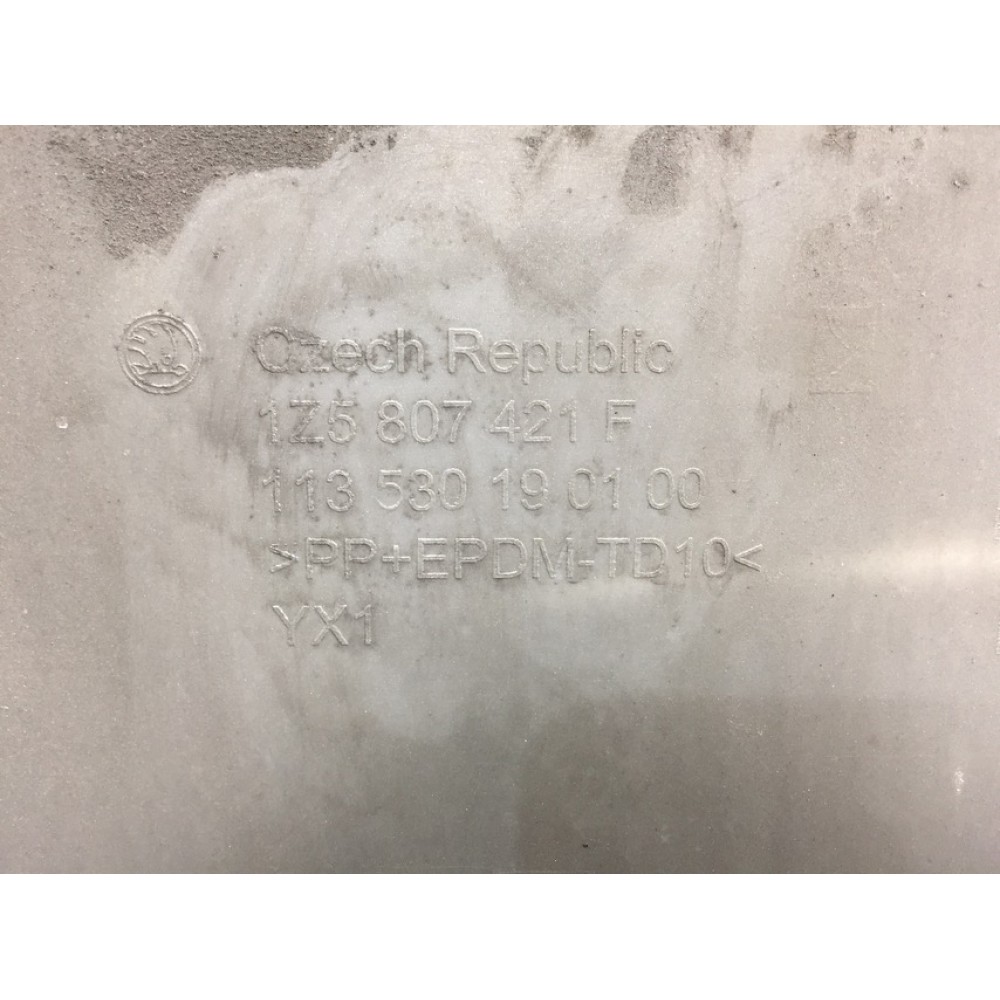 Czech Republic
1Z5 807 421 F
113 530 19 01 00
>PP+EPDM-TD10<
YX1